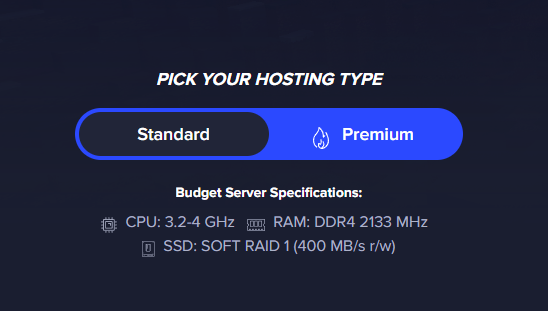 PICK YOUR HOSTING TYPE
Standard Premium
Budget Server Specifications:
CPU: 3.2-4 GHz RAM: DDR4 2133 MHz
SSD: SOFT RAID 1 (400 MB/s r/w)